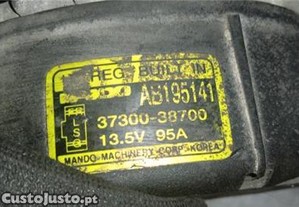 REG. BUILT-IN
AB195141
L
S
G
37300-38700
13.5V 95A
MANDO MACHINERY CORP. KOREA
CustoJusto.pt